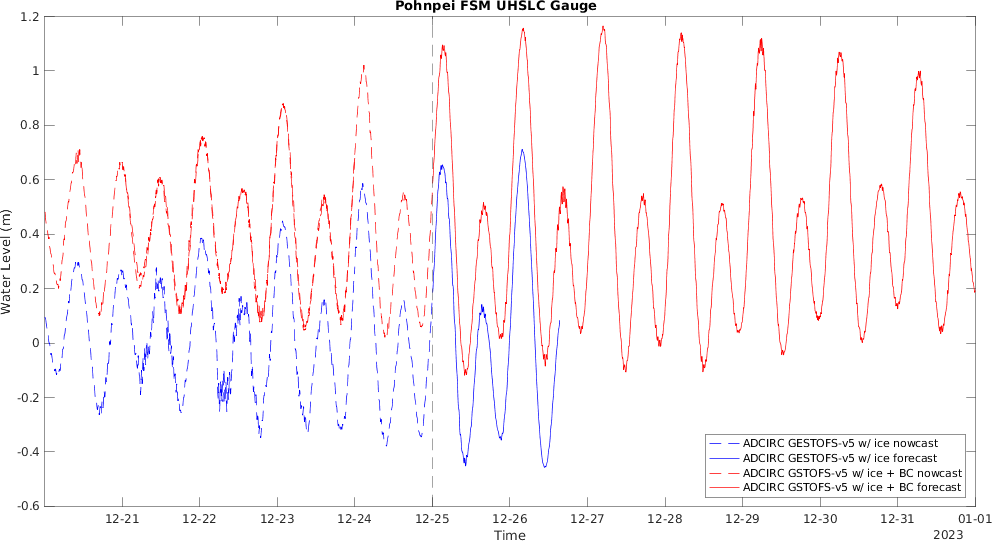 Pohnpei FSM UHSLC Gauge
1.2
1
0.8
0.6
0.4
0.2
0
-0.2
-0.4
-0.6
Water Level (m)
12-21 12-22 12-23 12-24 12-25 12-26 12-27 12-28 12-29 12-30 12-31 01-01
Time
2023
ADCIRC GESTOFS-v5 w/ ice nowcast
ADCIRC GESTOFS-v5 w/ ice forecast
ADCIRC GSTOFS-v5 w/ ice + BC nowcast
ADCIRC GSTOFS-v5 w/ ice + BC forecast